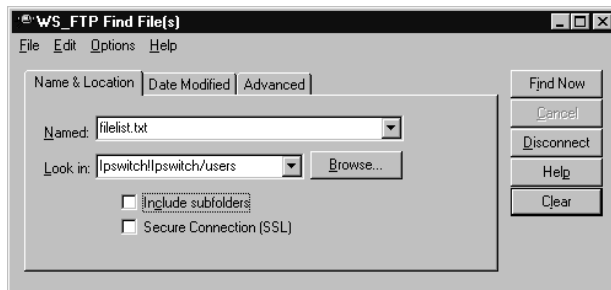 WS_FTP Find File(s)
File Edit Options Help
Name & Location Date Modified Advanced
Named: filelist.txt
Look in: Ipswitch!Ipswitch/users Browse...
Include subfolders
Secure Connection (SSL)
Find Now
Cancel
Disconnect
Help
Clear